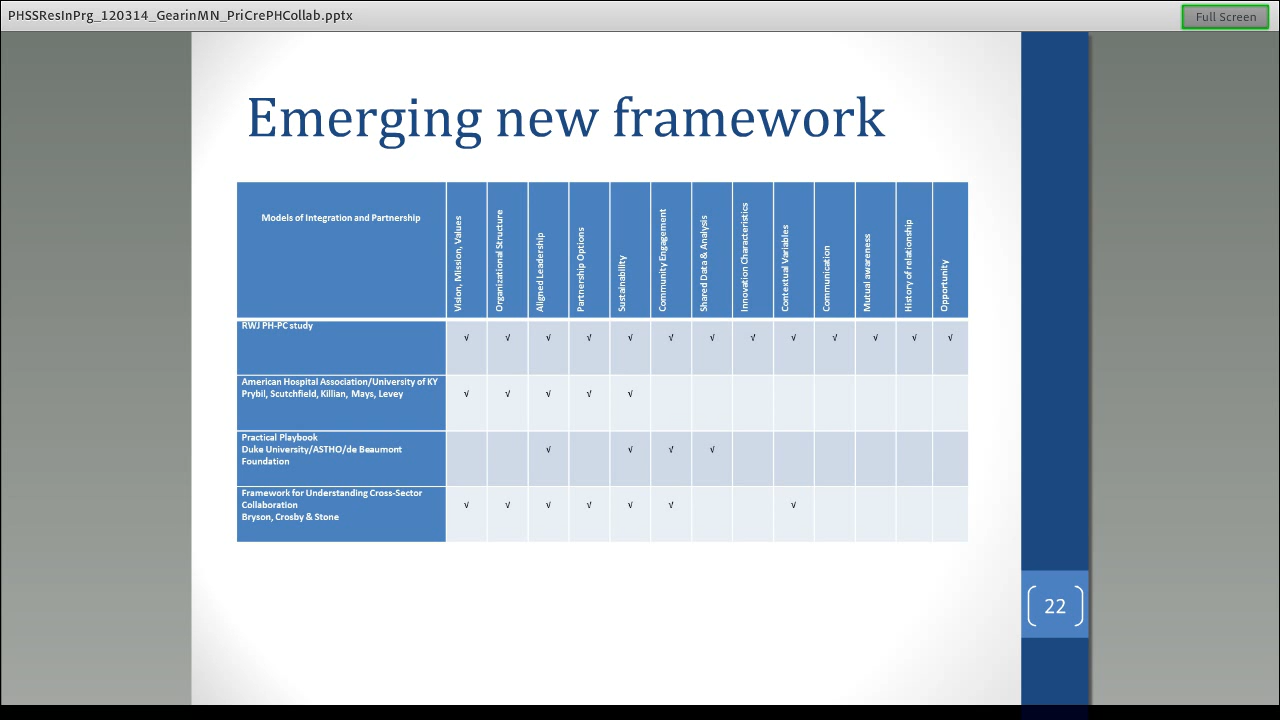 PHSSResInPrg_120314_GearinMN_PriCrePHCollab.pptx
Full Screen
Emerging new framework
Models of Integration and Partnership
Vision, Mission, Values
Organizational Structure
Aligned Leadership
Partnership Options
Sustainability
Community Engagement
Shared Data & Analysis
Innovation Characteristics
Contextual Variables
Communication
Mutual awareness
History of relationship
Opportunity
RWJ PH-PC study
√ √ √ √ √ √ √ √ √ √ √ √ √
American Hospital Association/University of KY
Prybil, Scutchfield, Killian, Mays, Levey
√ √ √ √ √
Practical Playbook
Duke University/ASTHO/de Beaumont
Foundation
√ √ √ √
Framework for Understanding Cross-Sector
Collaboration
Bryson, Crosby & Stone
√ √ √ √ √ √ √
22